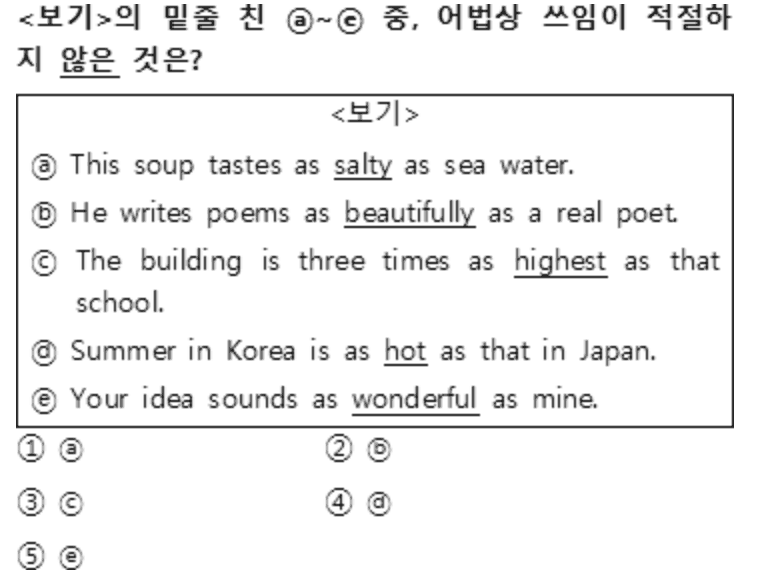 <보기>의 밑줄 친 ⓐ~ⓔ 중, 어법상 쓰임이 적절하
지 않은 것은?
<보기>
ⓐ This soup tastes as salty as sea water.
ⓑ He writes poems as beautifully as a real poet.
ⓒ The building is three times as highest as that
school.
ⓓ Summer in Korea is as hot as that in Japan.
ⓔ Your idea sounds as wonderful as mine.
① ⓐ ② ⓑ
③ ⓒ ④ ⓓ
⑤ ⓔ